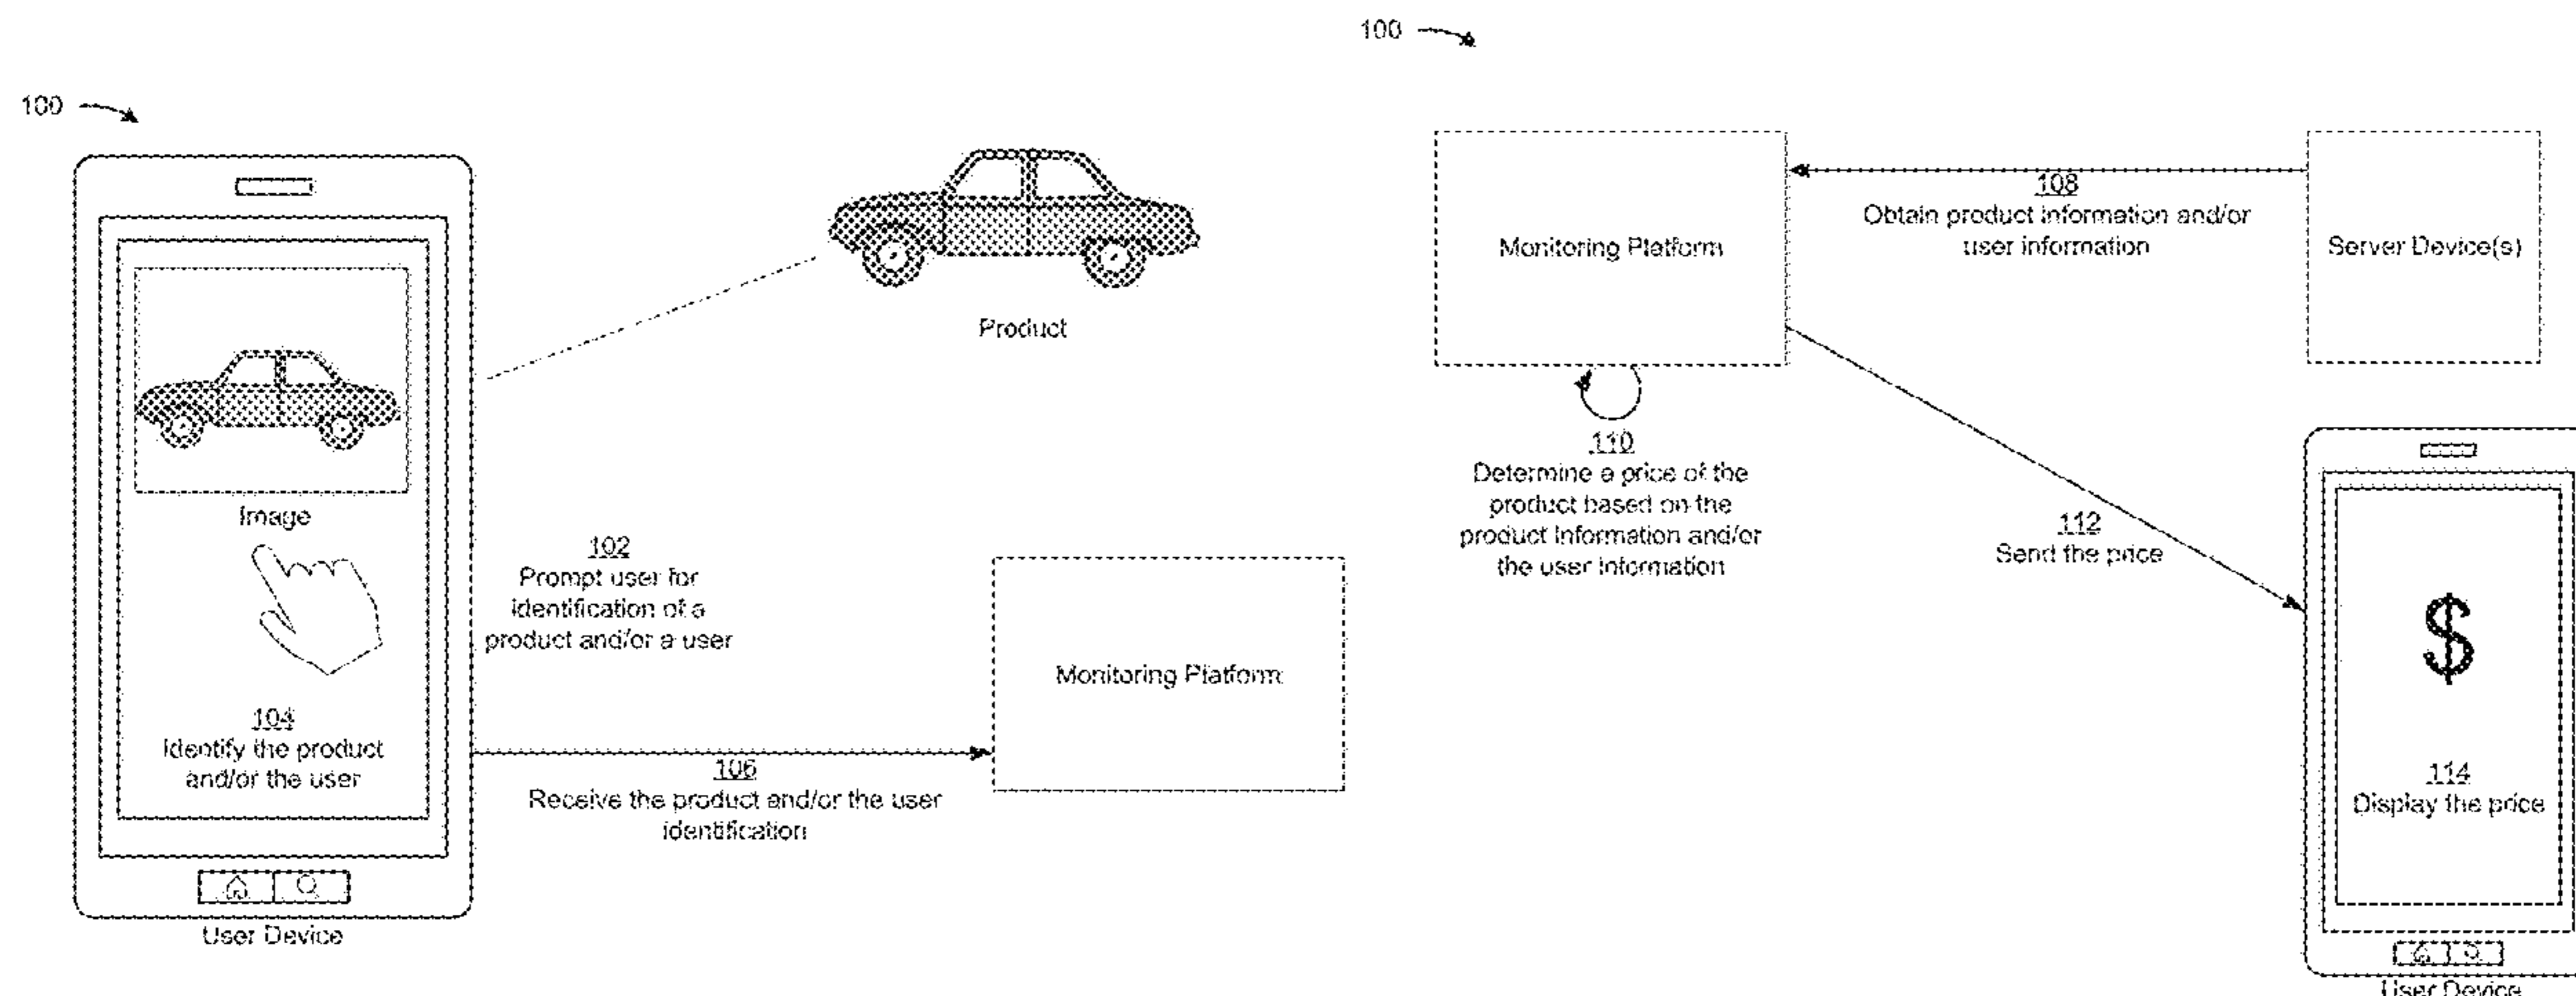 100
Product
Image
102
Prompt user for
identification of a
product and/or a user
Monitoring Platform
104
Identify the product
and/or the user
106
Receive the product and/or the user
identification
User Device
100
Monitoring Platform
108
Obtain product information and/or
user information
Server Device(s)
110
Determine a price of the
product based on the
product information and/or
the user information
112
Send the price
$
114
Display the price
User Device